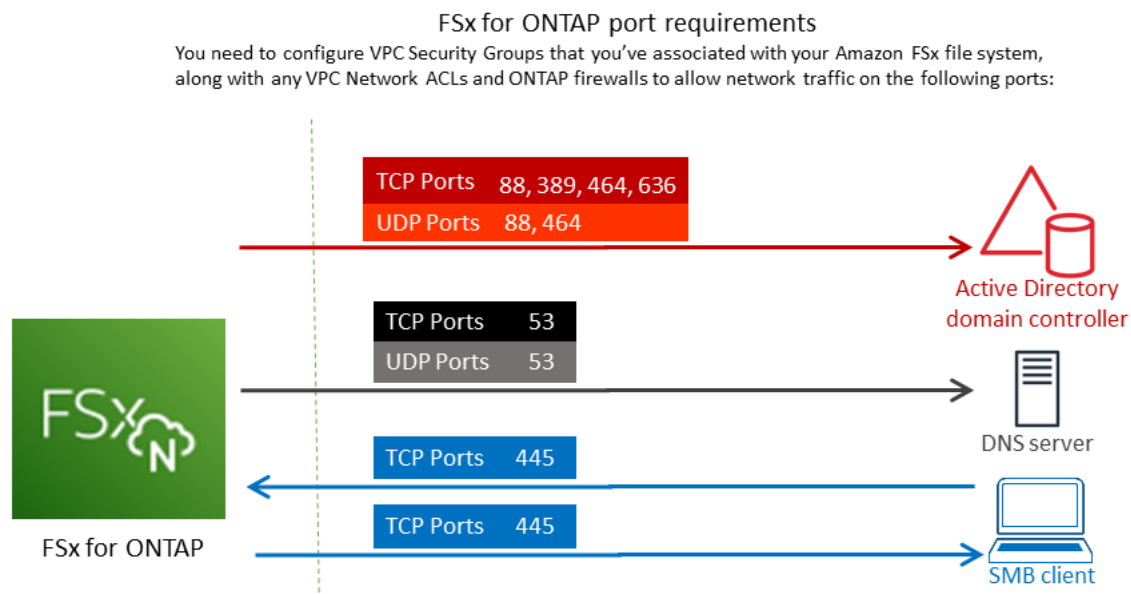 FSx for ONTAP port requirements
You need to configure VPC Security Groups that you've associated with your Amazon FSx file system,
along with any VPC Network ACLs and ONTAP firewalls to allow network traffic on the following ports:
TCP Ports 88, 389, 464, 636
UDP Ports 88, 464
Active Directory
domain controller
TCP Ports 53
UDP Ports 53
DNS server
FSx
N
FSx for ONTAP
TCP Ports 445
TCP Ports 445
SMB client